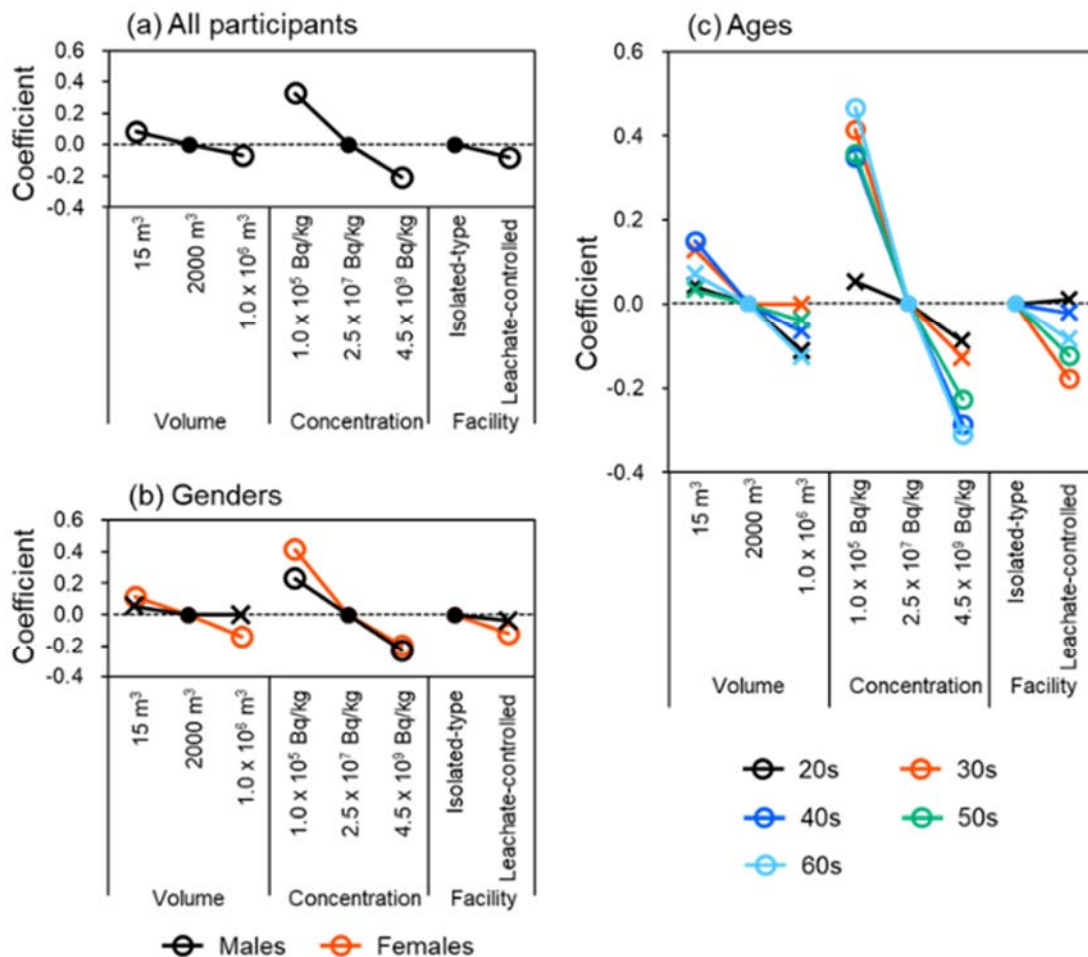 (a) All participants
0.6
0.4
0.2
0.0
-0.2
-0.4
Coefficient
15 m³
2000 m³
1.0 x 10⁶ m³
1.0 x 10⁵ Bq/kg
2.5 x 10⁷ Bq/kg
4.5 x 10⁹ Bq/kg
Isolated-type
Leachate-controlled
Volume
Concentration
Facility
(b) Genders
0.6
0.4
0.2
0.0
-0.2
-0.4
Coefficient
15 m³
2000 m³
1.0 x 10⁶ m³
1.0 x 10⁵ Bq/kg
2.5 x 10⁷ Bq/kg
4.5 x 10⁹ Bq/kg
Isolated-type
Leachate-controlled
Volume
Concentration
Facility
Males
Females
(c) Ages
0.6
0.4
0.2
0.0
-0.2
-0.4
Coefficient
15 m³
2000 m³
1.0 x 10⁶ m³
1.0 x 10⁵ Bq/kg
2.5 x 10⁷ Bq/kg
4.5 x 10⁹ Bq/kg
Isolated-type
Leachate-controlled
Volume
Concentration
Facility
20s
30s
40s
50s
60s